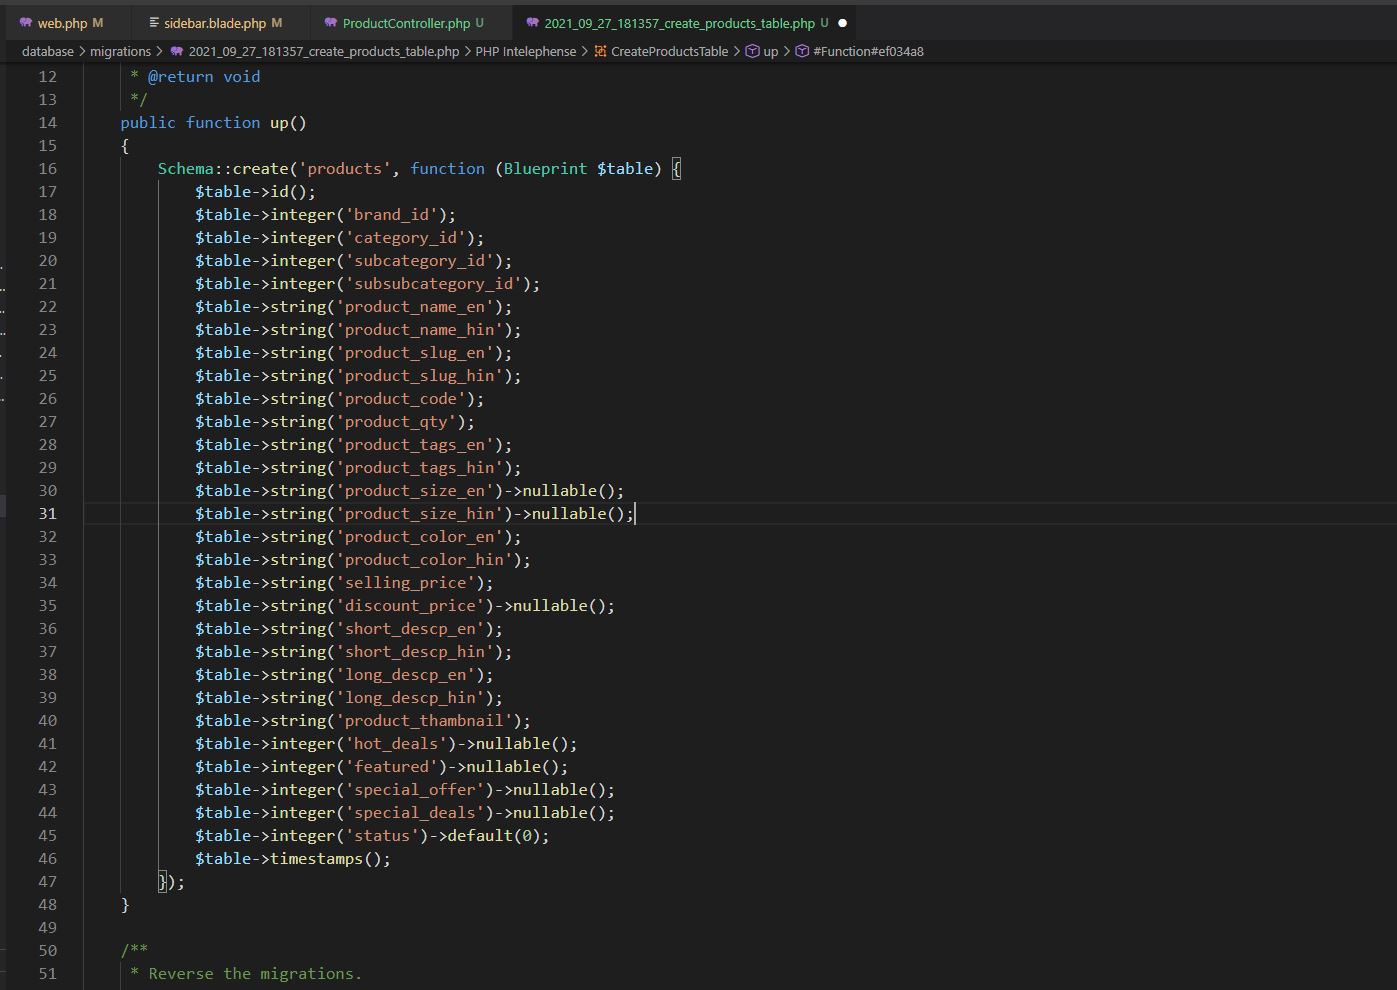 web.php M sidebar.blade.php M ProductController.php U 2021_09_27_181357_create_products_table.php U
database > migrations > 2021_09_27_181357_create_products_table.php > PHP Intelephense > CreateProductsTable > up > #Function#ef034a8
12 * @return void
13 */
14 public function up()
15 {
16 Schema::create('products', function (Blueprint $table) {
17 $table->id();
18 $table->integer('brand_id');
19 $table->integer('category_id');
20 $table->integer('subcategory_id');
21 $table->integer('subsubcategory_id');
22 $table->string('product_name_en');
23 $table->string('product_name_hin');
24 $table->string('product_slug_en');
25 $table->string('product_slug_hin');
26 $table->string('product_code');
27 $table->string('product_qty');
28 $table->string('product_tags_en');
29 $table->string('product_tags_hin');
30 $table->string('product_size_en')->nullable();
31 $table->string('product_size_hin')->nullable();
32 $table->string('product_color_en');
33 $table->string('product_color_hin');
34 $table->string('selling_price');
35 $table->string('discount_price')->nullable();
36 $table->string('short_descp_en');
37 $table->string('short_descp_hin');
38 $table->string('long_descp_en');
39 $table->string('long_descp_hin');
40 $table->string('product_thambnail');
41 $table->integer('hot_deals')->nullable();
42 $table->integer('featured')->nullable();
43 $table->integer('special_offer')->nullable();
44 $table->integer('special_deals')->nullable();
45 $table->integer('status')->default(0);
46 $table->timestamps();
47 });
48 }
49
50 /**
51 * Reverse the migrations.